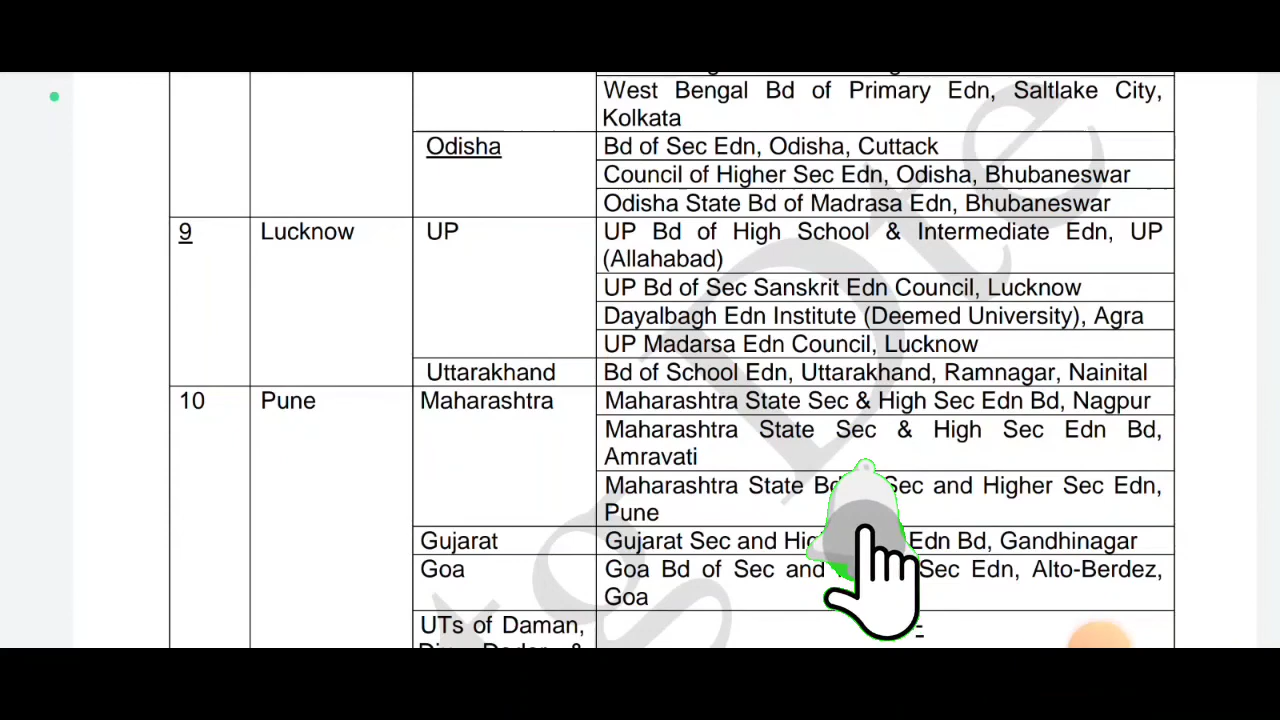 West Bengal Bd of Primary Edn, Saltlake City,
Kolkata
Odisha
Bd of Sec Edn, Odisha, Cuttack
Council of Higher Sec Edn, Odisha, Bhubaneswar
Odisha State Bd of Madrasa Edn, Bhubaneswar
9
Lucknow
UP
UP Bd of High School & Intermediate Edn, UP
(Allahabad)
UP Bd of Sec Sanskrit Edn Council, Lucknow
Dayalbagh Edn Institute (Deemed University), Agra
UP Madarsa Edn Council, Lucknow
Uttarakhand
Bd of School Edn, Uttarakhand, Ramnagar, Nainital
10
Pune
Maharashtra
Maharashtra State Sec & High Sec Edn Bd, Nagpur
Maharashtra State Sec & High Sec Edn Bd,
Amravati
Maharashtra State Bd Sec and Higher Sec Edn,
Pune
Gujarat
Gujarat Sec and Edn Bd, Gandhinagar
Goa
Goa Bd of Sec and Sec Edn, Alto-Berdez,
Goa
UTs of Daman,
Dte